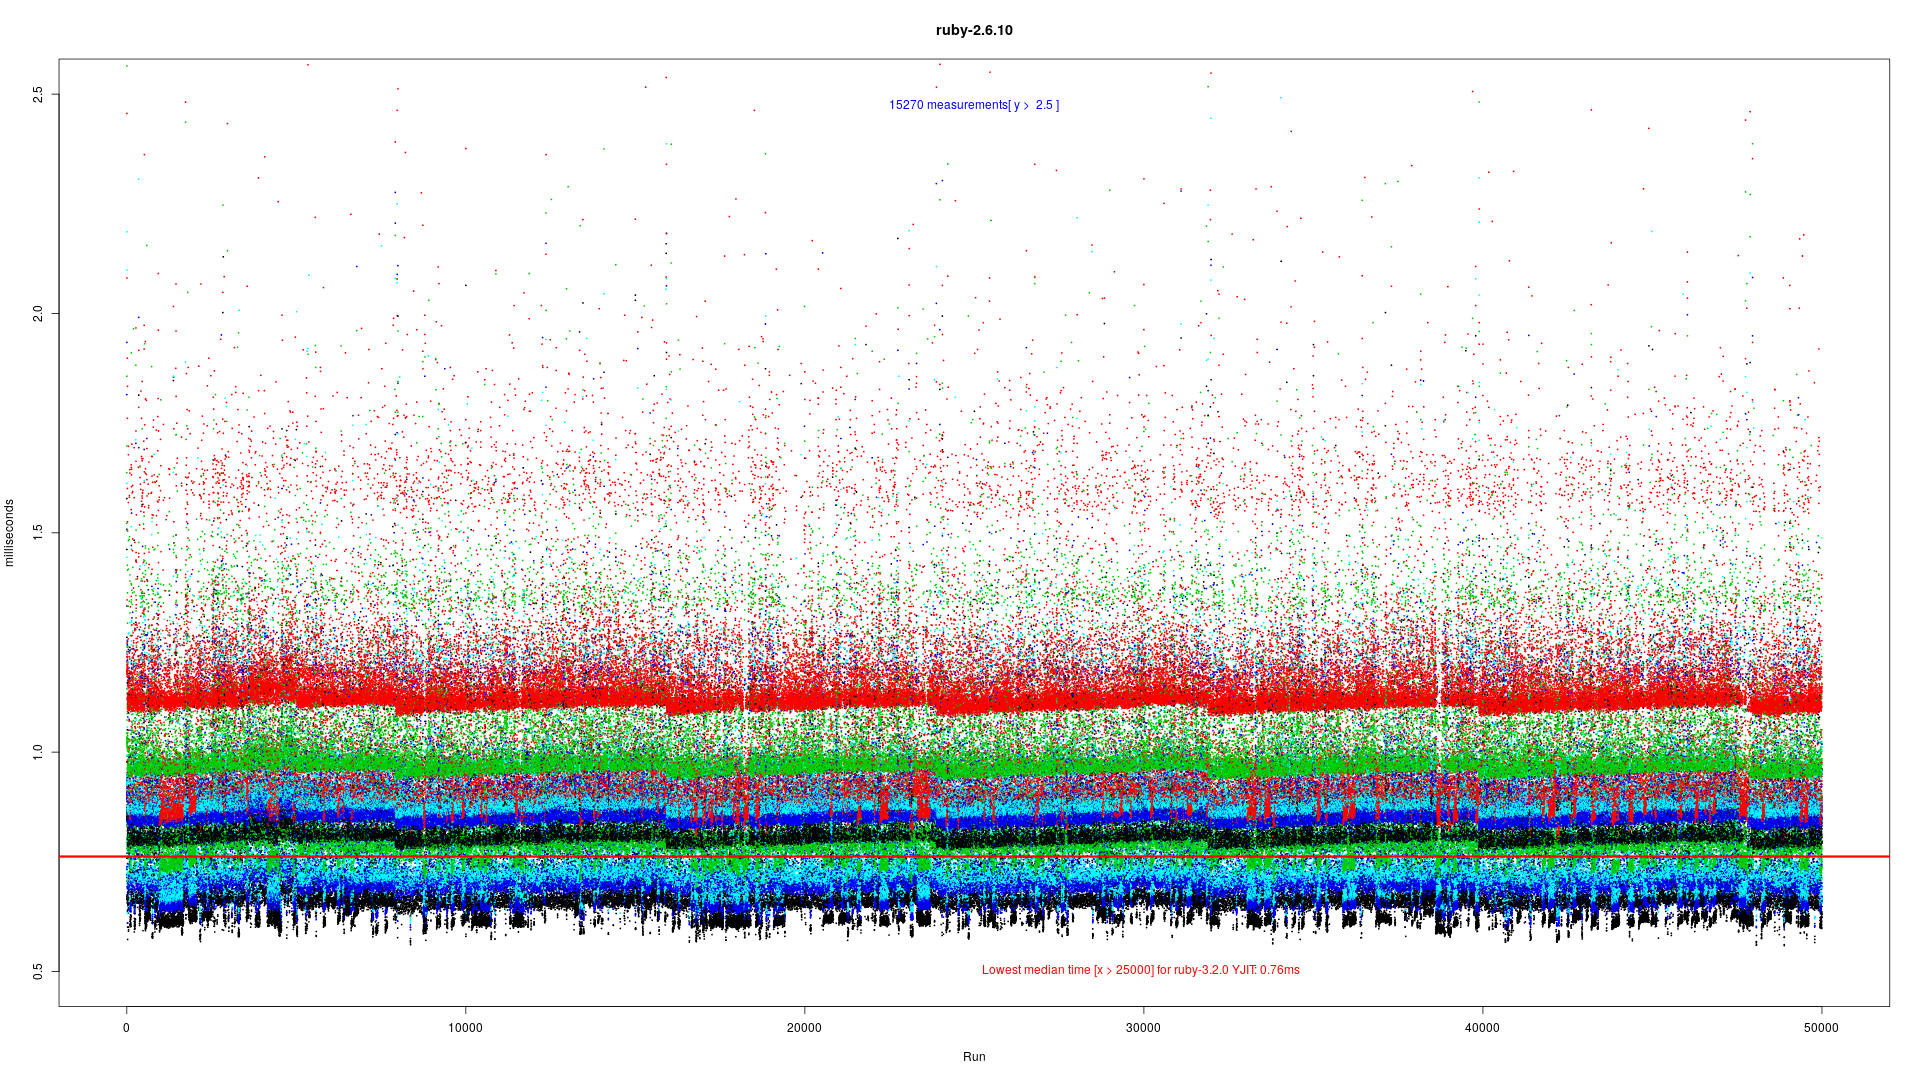 ruby-2.6.10
15270 measurements[ y >  2.5 ]
2.5
2.0
1.5
milliseconds
1.0
0.5
Lowest median time [x > 25000] for ruby-3.2.0 YJIT: 0.76ms
0 10000 20000 30000 40000 50000
Run